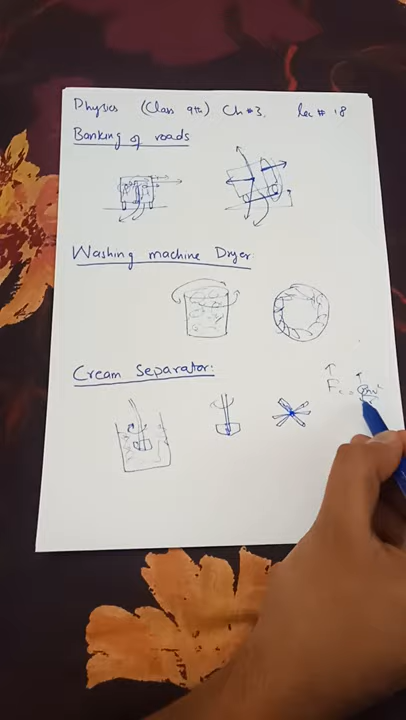 Physics (Class 9th) Ch #3. lec # 18
Banking of roads
Washing machine Dryer:
Cream Separator: